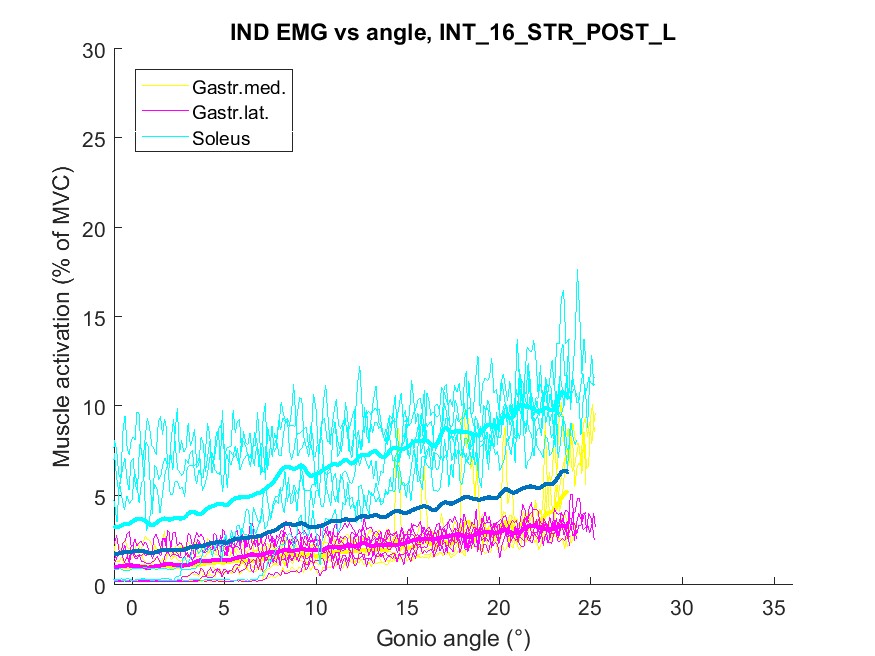 IND EMG vs angle, INT_16_STR_POST_L
30
25
20
15
10
5
0
Muscle activation (% of MVC)
Gastr.med.
Gastr.lat.
Soleus
0 5 10 15 20 25 30 35
Gonio angle (°)